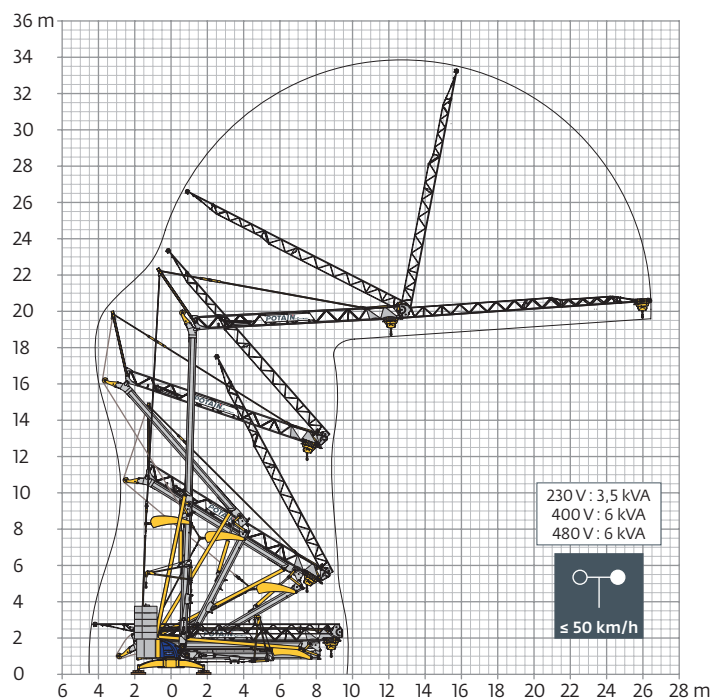 36 m
34
32
30
28
26
24
22
20
18
16
14
12
10
8
6
4
2
0
POTAIN
POTAIN
230 V : 3,5 kVA
400 V : 6 kVA
480 V : 6 kVA
≤ 50 km/h
6 4 2 0 2 4 6 8 10 12 14 16 18 20 22 24 26 28 m